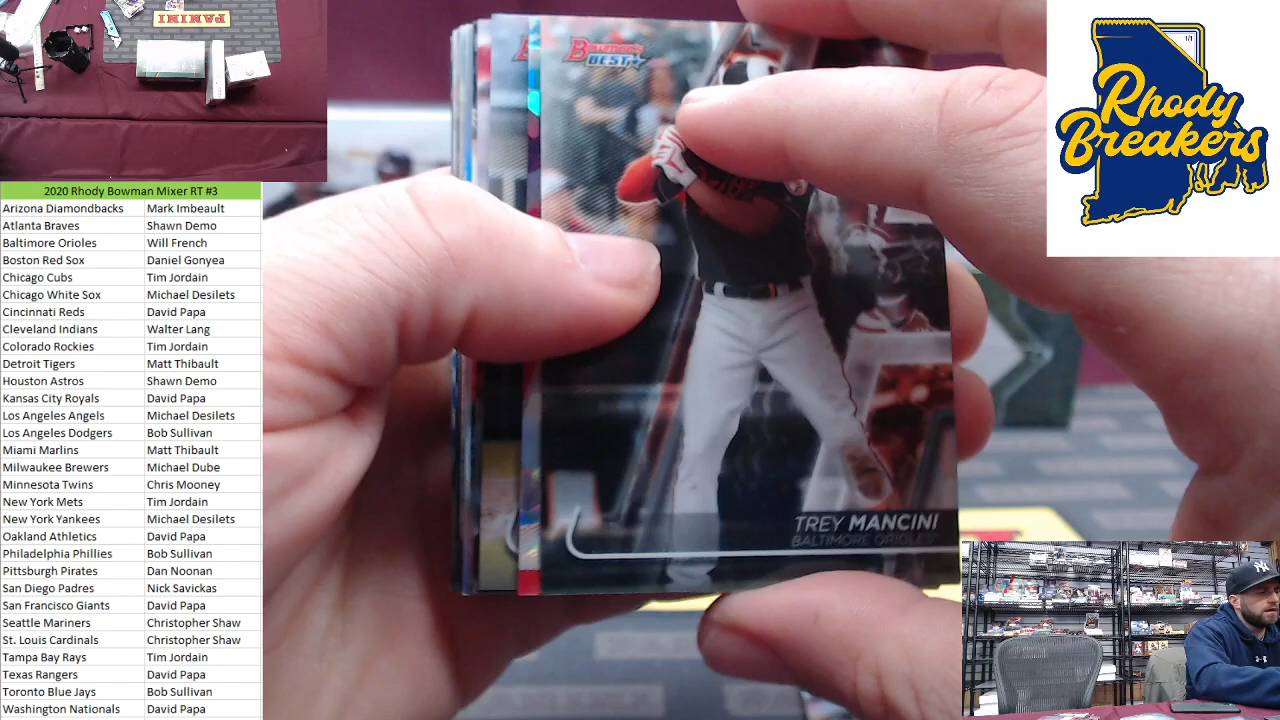 PANINI
2020 Rhody Bowman Mixer RT #3
Arizona Diamondbacks Mark Imbeault
Atlanta Braves Shawn Demo
Baltimore Orioles Will French
Boston Red Sox Daniel Gonyea
Chicago Cubs Tim Jordain
Chicago White Sox Michael Desilets
Cincinnati Reds David Papa
Cleveland Indians Walter Lang
Colorado Rockies Tim Jordain
Detroit Tigers Matt Thibault
Houston Astros Shawn Demo
Kansas City Royals David Papa
Los Angeles Angels Michael Desilets
Los Angeles Dodgers Bob Sullivan
Miami Marlins Matt Thibault
Milwaukee Brewers Michael Dube
Minnesota Twins Chris Mooney
New York Mets Tim Jordain
New York Yankees Michael Desilets
Oakland Athletics David Papa
Philadelphia Phillies Bob Sullivan
Pittsburgh Pirates Dan Noonan
San Diego Padres Nick Savickas
San Francisco Giants David Papa
Seattle Mariners Christopher Shaw
St. Louis Cardinals Christopher Shaw
Tampa Bay Rays Tim Jordain
Texas Rangers David Papa
Toronto Blue Jays Bob Sullivan
Washington Nationals David Papa
BOWMAN'S
BEST
TREY MANCINI
BALTIMORE ORIOLES
1/1
Rhody
Breakers
NY